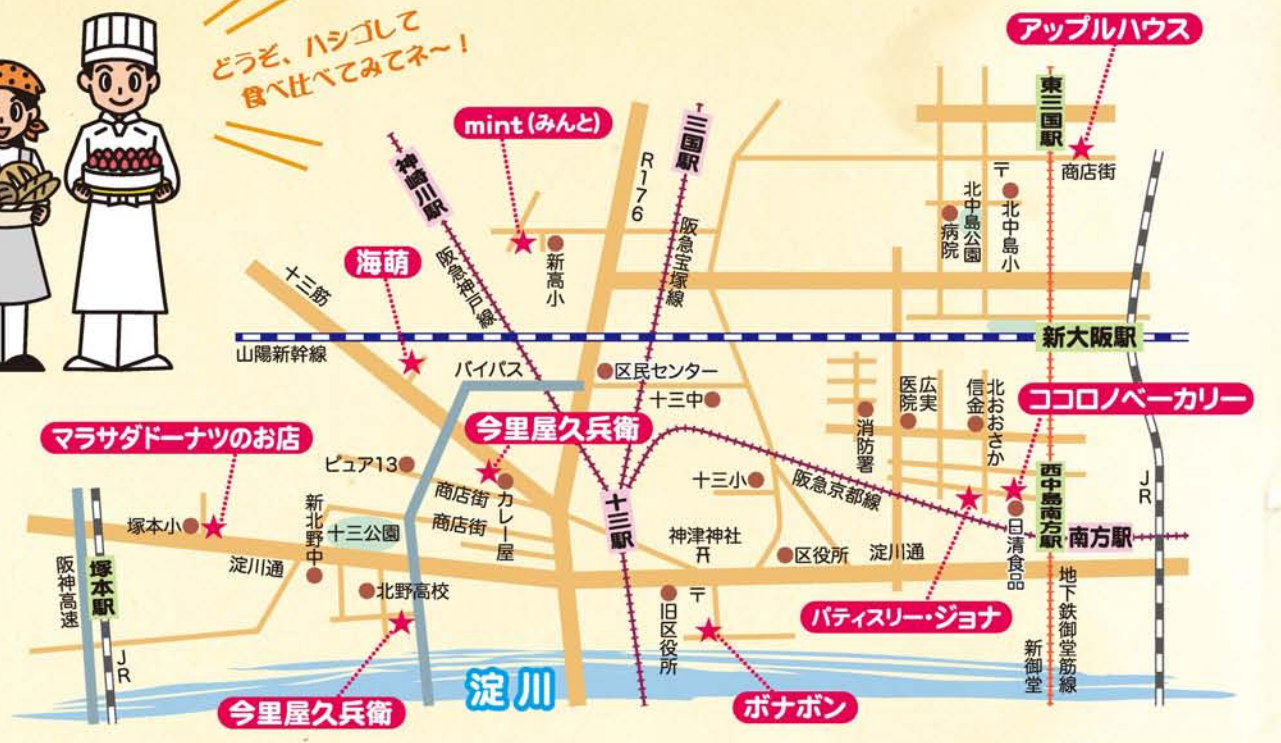 どうぞ、ハシゴして
食べ比べてみてネ〜!
アップルハウス
mint(みんと)
三国駅
東三国駅
商店街
神崎川駅
R176
〒
北中島小
北中島公園
病院
阪急宝塚線
新高小
阪急神戸線
海萌
十三筋
山陽新幹線
新大阪駅
バイパス
区民センター
十三中
広実医院
北おおさか信金
ココロノベーカリー
消防署
マラサダドーナツのお店
今里屋久兵衛
ピュア13
商店街
カレー屋
商店街
十三小
阪急京都線
西中島南方駅
JR
塚本小
新北野中
十三公園
十三駅
神津神社
区役所
淀川通
日清食品
南方駅
阪神高速
塚本駅
淀川通
北野高校
旧区役所
〒
パティスリー・ジョナ
地下鉄御堂筋線
新御堂
JR
淀川
今里屋久兵衛
ボナボン